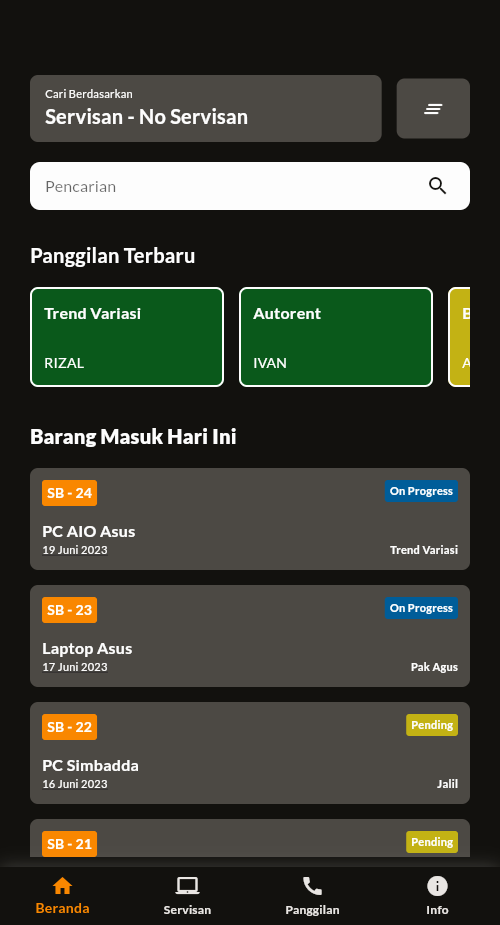 Cari Berdasarkan
Servisan - No Servisan
Pencarian
Panggilan Terbaru
Trend Variasi
RIZAL
Autorent
IVAN
Barang Masuk Hari Ini
SB - 24
On Progress
PC AIO Asus
19 Juni 2023
Trend Variasi
SB - 23
On Progress
Laptop Asus
17 Juni 2023
Pak Agus
SB - 22
Pending
PC Simbadda
16 Juni 2023
Jalil
SB - 21
Pending
Beranda
Servisan
Panggilan
Info